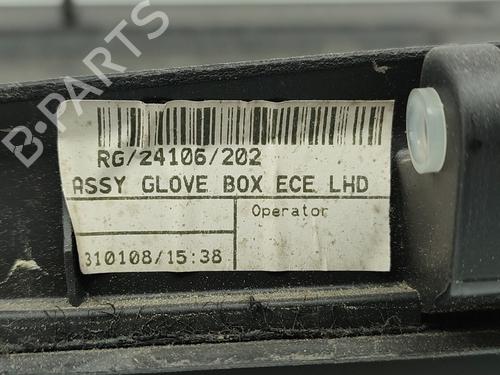 B-PARTS
RG/24106/202
ASSY GLOVE BOX ECE LHD
Operator
310108/15:38